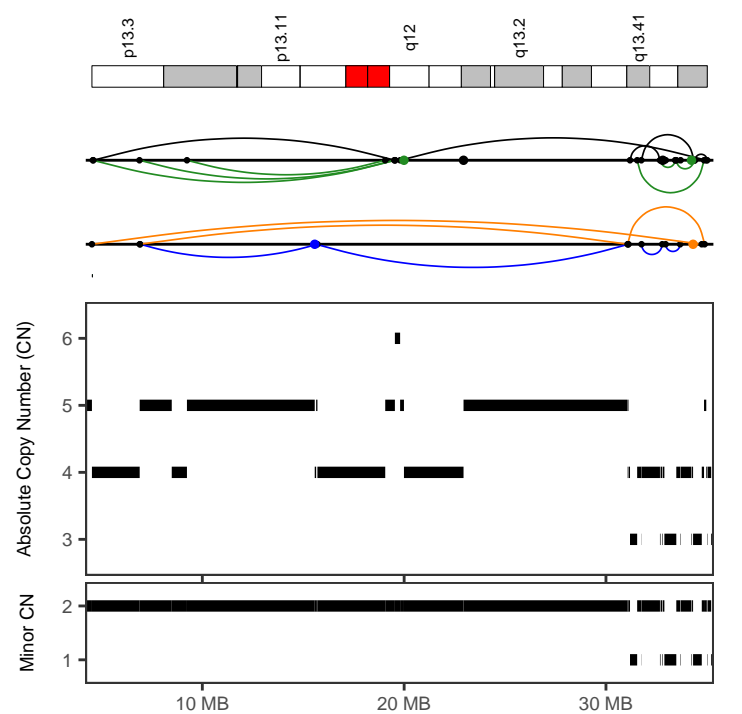 p13.3
p13.11
q12
q13.2
q13.41
Absolute Copy Number (CN)
6
5
4
3
Minor CN
2
1
10 MB
20 MB
30 MB